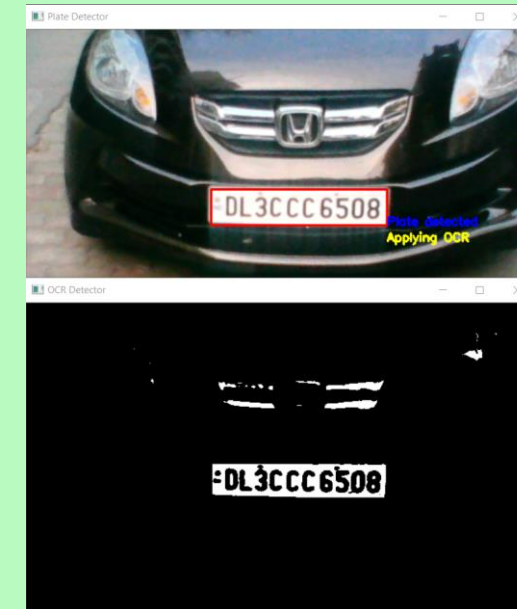 Plate Detector
DL3CCC6508
Plate detected
Applying OCR
OCR Detector
DL3CCC6508